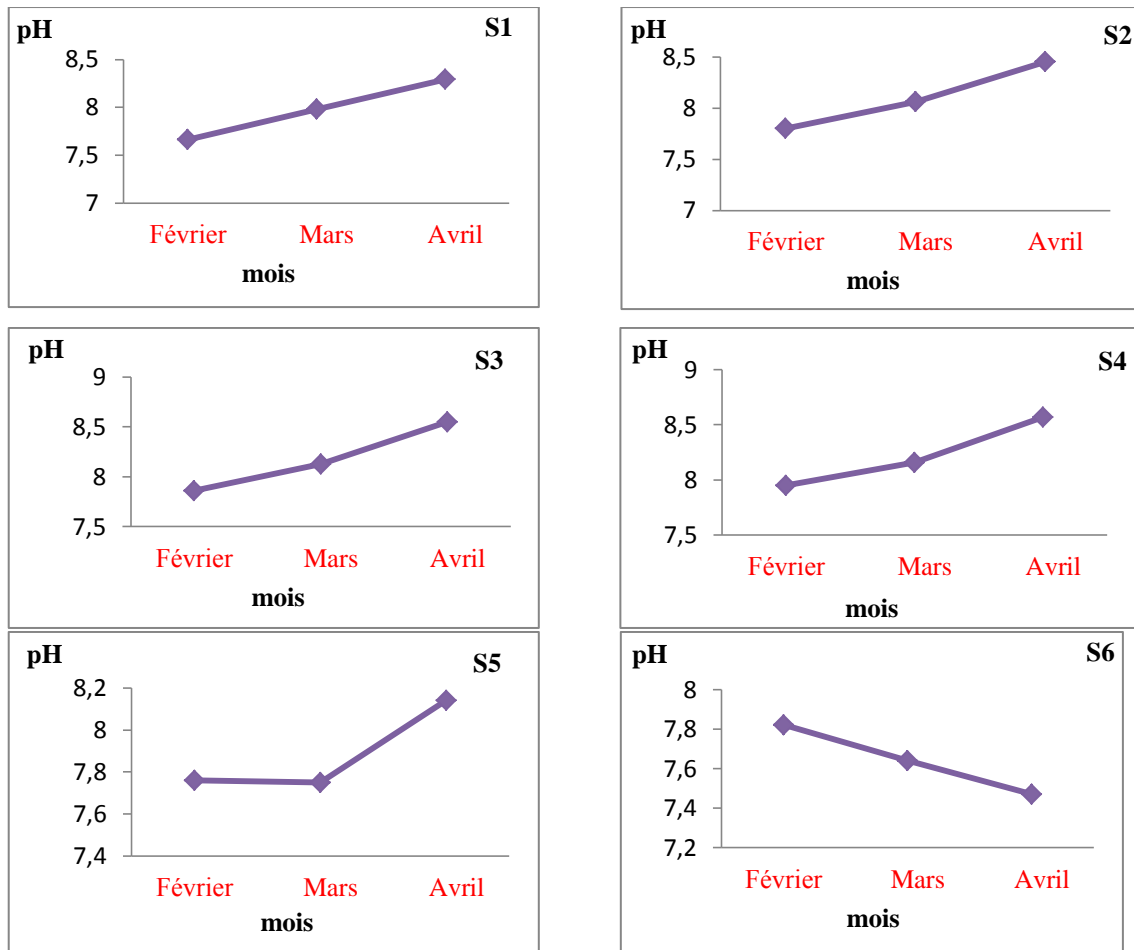 pH S1
8,5
8
7,5
7
Février Mars Avril
mois
S2
8,5
8
7,5
7
Février Mars Avril
mois
pH S3
9
8,5
8
7,5
Février Mars Avril
mois
pH S4
9
8,5
8
7,5
Février Mars Avril
mois
pH S5
8,2
8
7,8
7,6
7,4
Février Mars Avril
mois
pH S6
8
7,8
7,6
7,4
7,2
Février Mars Avril
mois